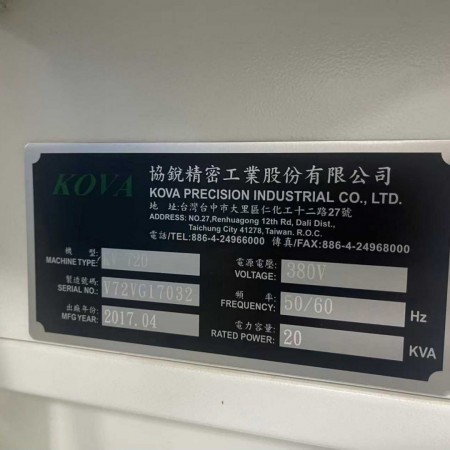 KOVA
協銳精密工業股份有限公司
KOVA PRECISION INDUSTRIAL CO., LTD.
地 址:台灣台中市大里區仁化工十二路27號
ADDRESS: NO.27,Renhuagong 12th Rd, Dali Dist.,
Taichung City 41278, Taiwan. R.O.C.
電話/TEL:886-4-24966000 傳真/FAX:886-4-24968000
機 型:
MACHINE TYPE: 720
電源電壓:
VOLTAGE: 380V
製造號碼:
SERIAL NO.: V72VG17032
頻 率:
FREQUENCY: 50/60 Hz
出廠年份:
MFG YEAR: 2017.04
電力容量:
RATED POWER: 20 KVA